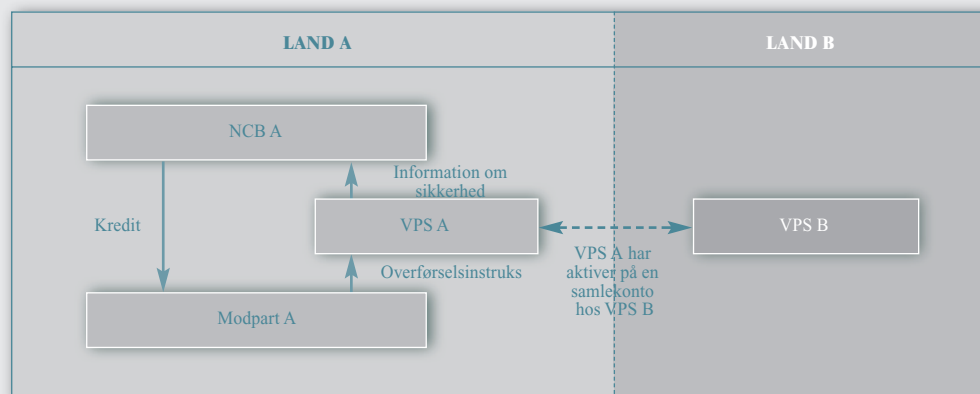 LAND A
LAND B
NCB A
Information om
sikkerhed
Kredit
VPS A
VPS B
Overførselsinstruks
VPS A har
aktiver på en
samlekonto
hos VPS B
Modpart A